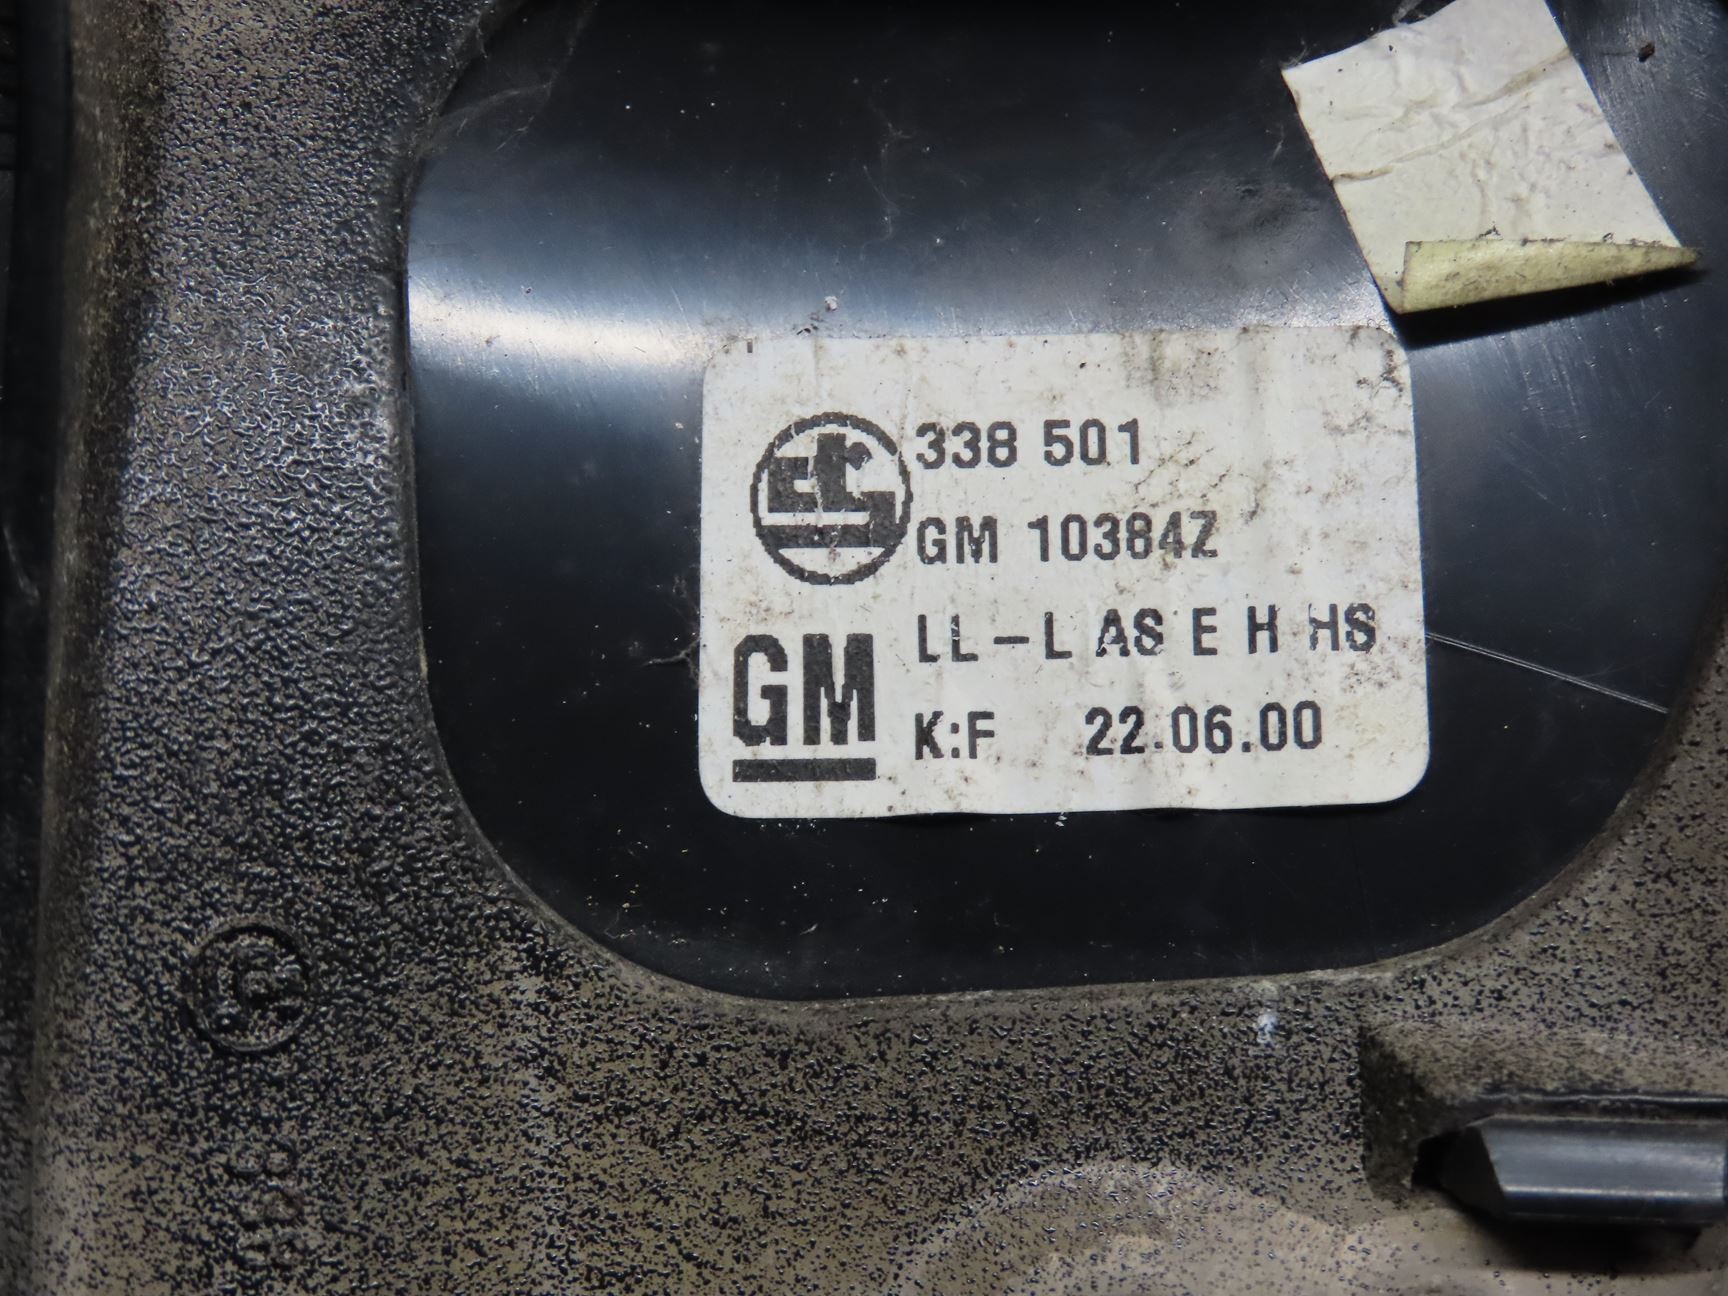 338 501
GM 10384Z
LL-L AS E H HS
GM
K:F 22.06.00